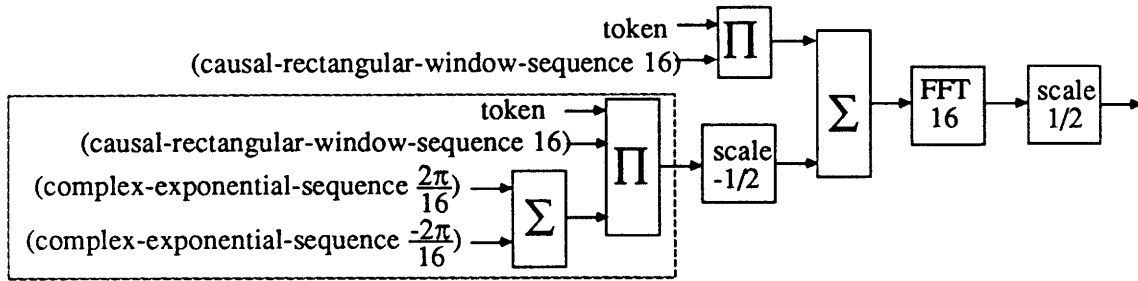 token
∏
(causal-rectangular-window-sequence 16)
∑
FFT
16
scale
1/2
token
(causal-rectangular-window-sequence 16)
∏
scale
-1/2
(complex-exponential-sequence 2π/16)
∑
(complex-exponential-sequence -2π/16)